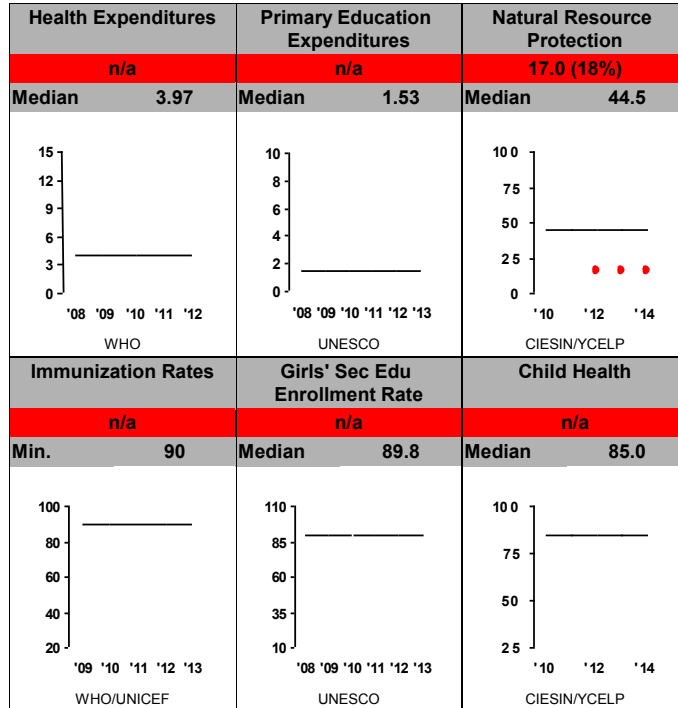 Health Expenditures
n/a
Median 3.97
15
12
9
6
3
0
'08 '09 '10 '11 '12
WHO
Primary Education
Expenditures
n/a
Median 1.53
10
8
6
4
2
0
'08 '09 '10 '11 '12 '13
UNESCO
Natural Resource
Protection
17.0 (18%)
Median 44.5
100
75
50
25
0
'10 '12 '14
CIESIN/YCELP
Immunization Rates
n/a
Min. 90
100
80
60
40
20
'09 '10 '11 '12 '13
WHO/UNICEF
Girls' Sec Edu
Enrollment Rate
n/a
Median 89.8
110
85
60
35
10
'08 '09 '10 '11 '12 '13
UNESCO
Child Health
n/a
Median 85.0
100
75
50
25
'10 '12 '14
CIESIN/YCELP